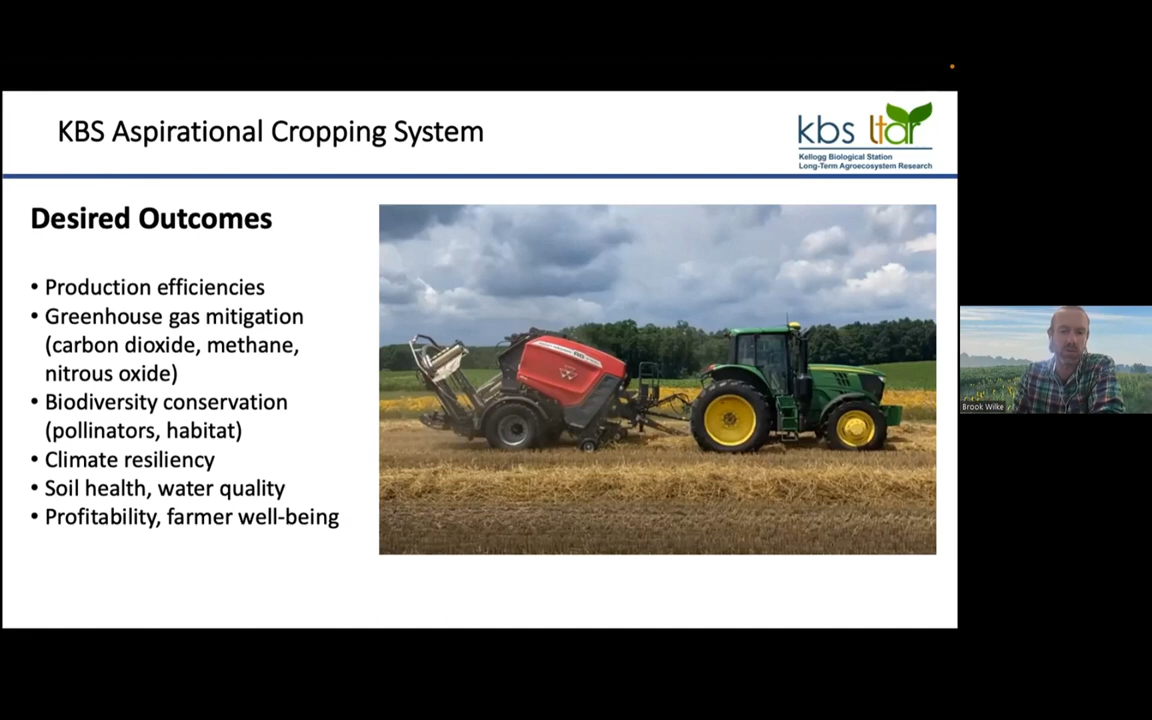 KBS Aspirational Cropping System
kbs ltar
Kellogg Biological Station
Long-Term Agroecosystem Research
Desired Outcomes
• Production efficiencies
• Greenhouse gas mitigation
(carbon dioxide, methane,
nitrous oxide)
• Biodiversity conservation
(pollinators, habitat)
• Climate resiliency
• Soil health, water quality
• Profitability, farmer well-being
Brook Wilke